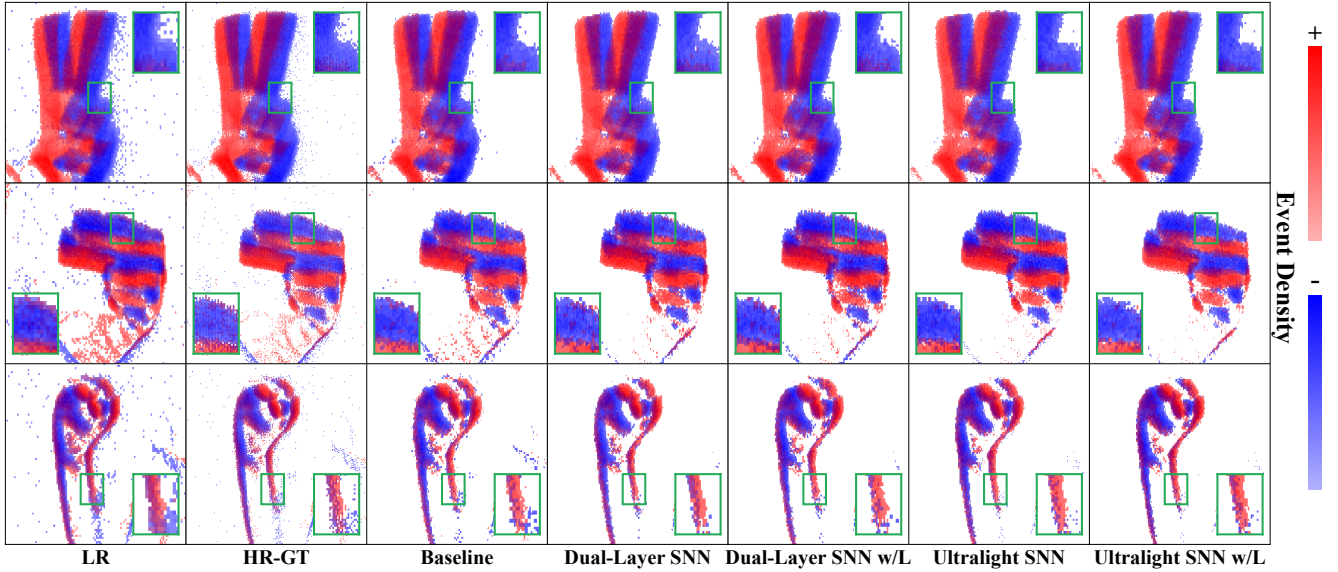 +
-
Event Density
LR HR-GT Baseline Dual-Layer SNN Dual-Layer SNN w/L Ultralight SNN Ultralight SNN w/L